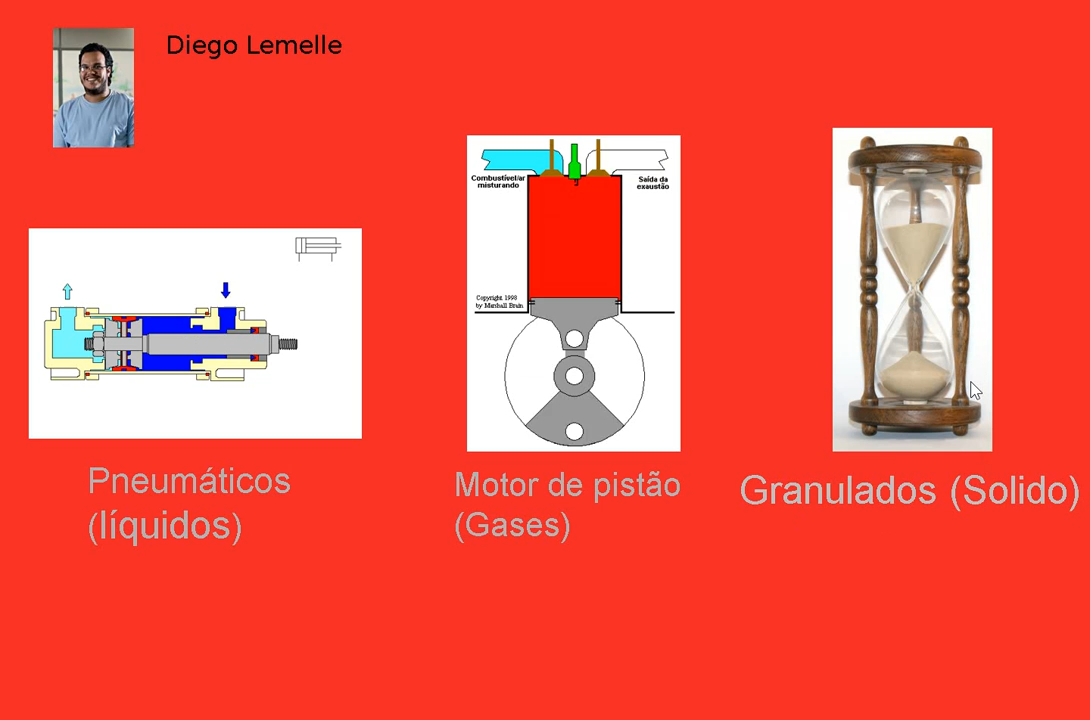 Diego Lemelle
Combustível/ar
misturando
Saída da
exaustão
Copyright 1998
by Marshall Brain
Pneumáticos
(líquidos)
Motor de pistão
(Gases)
Granulados (Solido)